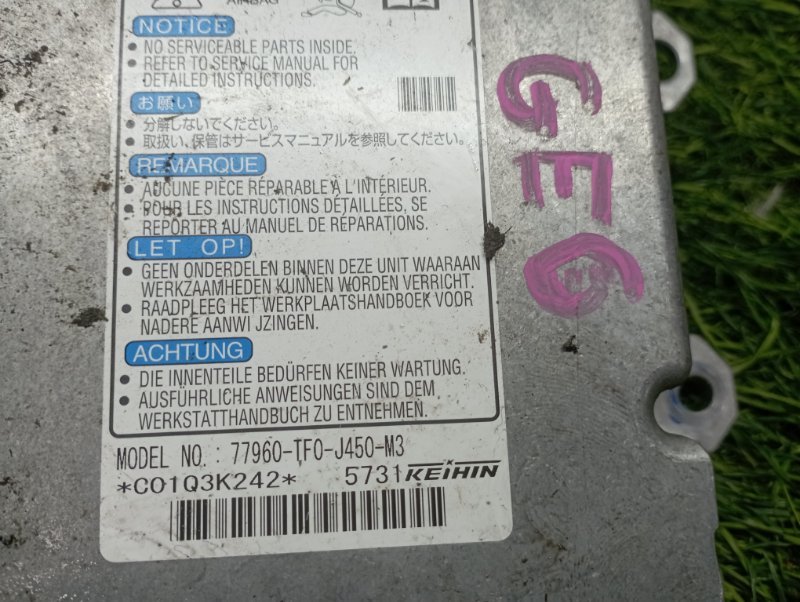 AIRBAG
NOTICE
• NO SERVICEABLE PARTS INSIDE.
• REFER TO SERVICE MANUAL FOR
DETAILED INSTRUCTIONS.
お願い
• 分解しないでください。
• 取扱い、保管はサービスマニュアルを参照してください。
REMARQUE
• AUCUNE PIÈCE RÉPARABLE À L'INTÉRIEUR.
• POUR LES INSTRUCTIONS DÉTAILLÉES, SE
REPORTER AU MANUEL DE RÉPARATIONS.
LET OP!
• GEEN ONDERDELEN BINNEN DEZE UNIT WAARAAN
WERKZAAMHEDEN KUNNEN WORDEN VERRICHT.
• RAADPLEEG HET WERKPLAATSHANDBOEK VOOR
NADERE AANWI JZINGEN.
ACHTUNG
• DIE INNENTEILE BEDÜRFEN KEINER WARTUNG.
• AUSFÜHRLICHE ANWEISUNGEN SIND DEM
WERKSTATTHANDBUCH ZU ENTNEHMEN.
MODEL NO.: 77960-TF0-J450-M3
*C01Q3K242* 5731 KEIHIN
GE6